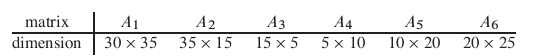 matrix A₁ A₂ A₃ A₄ A₅ A₆
dimension 30 × 35 35 × 15 15 × 5 5 × 10 10 × 20 20 × 25